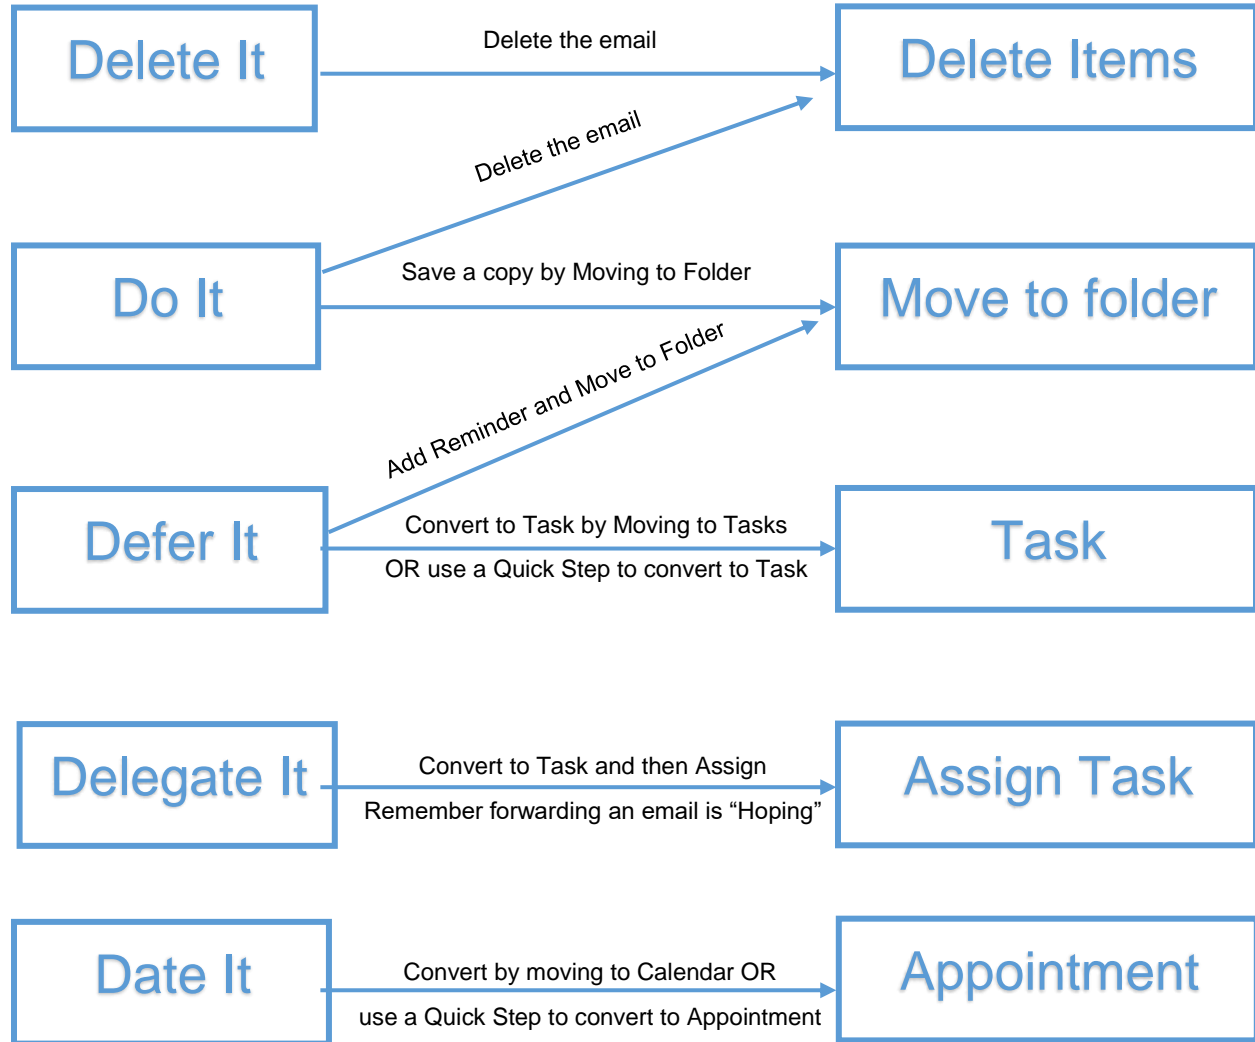 Delete It
Delete the email
Delete Items
Delete the email
Do It
Save a copy by Moving to Folder
Move to folder
Add Reminder and Move to Folder
Defer It
Convert to Task by Moving to Tasks
OR use a Quick Step to convert to Task
Task
Delegate It
Convert to Task and then Assign
Remember forwarding an email is “Hoping”
Assign Task
Date It
Convert by moving to Calendar OR
use a Quick Step to convert to Appointment
Appointment